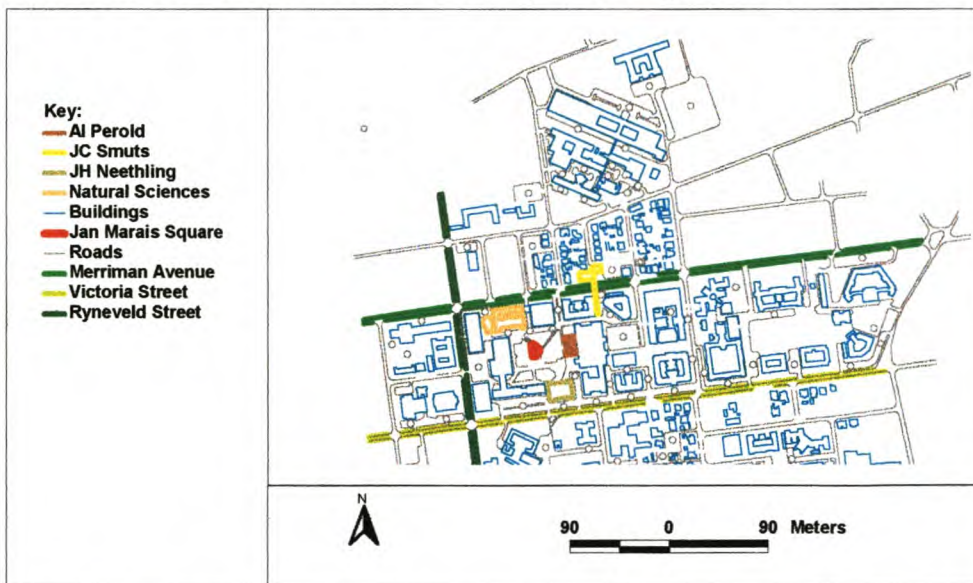 Key:
AI Perold
JC Smuts
JH Neethling
Natural Sciences
Buildings
Jan Marais Square
Roads
Merriman Avenue
Victoria Street
Ryneveld Street
N
90 0 90 Meters